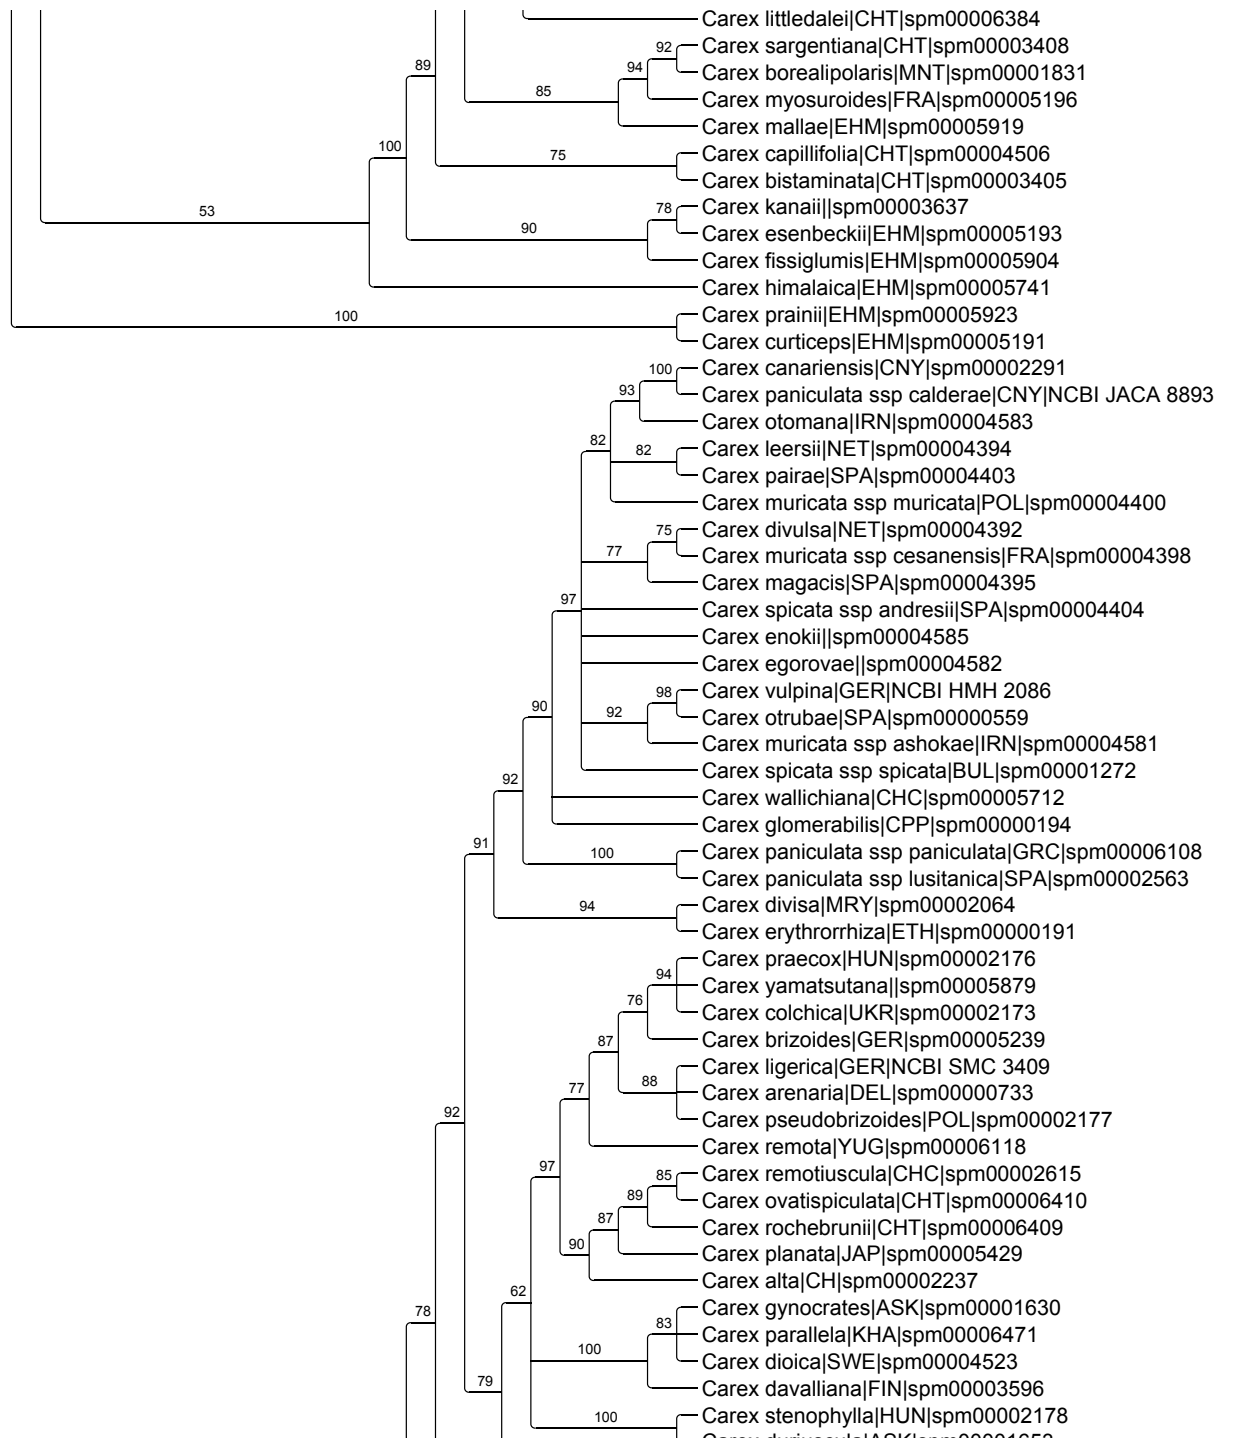 Carex littledalei|CHT|spm00006384
Carex sargentiana|CHT|spm00003408
92
Carex borealipolaris|MNT|spm00001831
94
89
Carex myosuroides|FRA|spm00005196
85
Carex mallae|EHM|spm00005919
Carex capillifolia|CHT|spm00004506
100
75
Carex bistaminata|CHT|spm00003405
Carex kanaii||spm00003637
78
53
Carex esenbeckii|EHM|spm00005193
90
Carex fissiglumis|EHM|spm00005904
Carex himalaica|EHM|spm00005741
Carex prainii|EHM|spm00005923
100
Carex curticeps|EHM|spm00005191
Carex canariensis|CNY|spm00002291
100
Carex paniculata ssp calderae|CNY|NCBI JACA 8893
93
Carex otomana|IRN|spm00004583
82
Carex leersii|NET|spm00004394
82
Carex pairae|SPA|spm00004403
Carex muricata ssp muricata|POL|spm00004400
Carex divulsa|NET|spm00004392
75
Carex muricata ssp cesanensis|FRA|spm00004398
77
Carex magacis|SPA|spm00004395
97
Carex spicata ssp andresii|SPA|spm00004404
Carex enokii||spm00004585
Carex egorovae||spm00004582
Carex vulpina|GER|NCBI HMH 2086
98
90
Carex otrubae|SPA|spm00000559
92
Carex muricata ssp ashokae|IRN|spm00004581
Carex spicata ssp spicata|BUL|spm00001272
92
Carex wallichiana|CHC|spm00005712
Carex glomerabilis|CPP|spm00000194
91
Carex paniculata ssp paniculata|GRC|spm00006108
100
Carex paniculata ssp lusitanica|SPA|spm00002563
Carex divisa|MRY|spm00002064
94
Carex erythrorrhiza|ETH|spm00000191
Carex praecox|HUN|spm00002176
94
Carex yamatsutana||spm00005879
76
Carex colchica|UKR|spm00002173
87
Carex brizoides|GER|spm00005239
Carex ligerica|GER|NCBI SMC 3409
88
77
Carex arenaria|DEL|spm00000733
92
Carex pseudobrizoides|POL|spm00002177
Carex remota|YUG|spm00006118
97
Carex remotiuscula|CHC|spm00002615
85
Carex ovatispiculata|CHT|spm00006410
89
Carex rochebrunii|CHT|spm00006409
87
Carex planata|JAP|spm00005429
90
Carex alta|CH|spm00002237
62
Carex gynocrates|ASK|spm00001630
78
83
Carex parallela|KHA|spm00006471
100
Carex dioica|SWE|spm00004523
79
Carex davalliana|FIN|spm00003596
Carex stenophylla|HUN|spm00002178
100